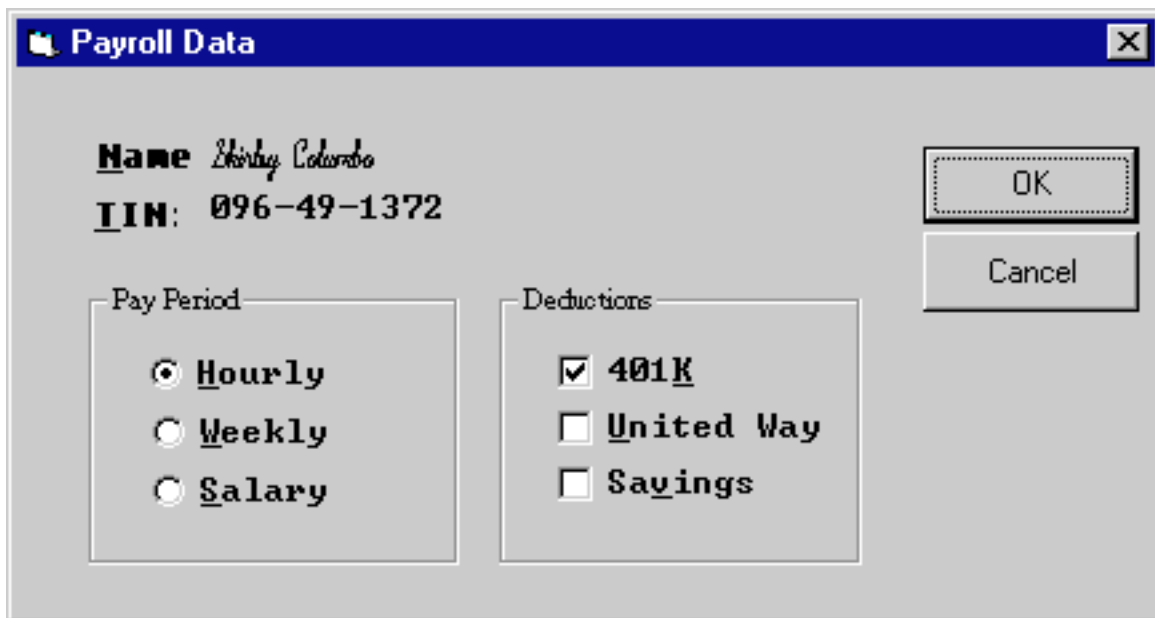 Payroll Data
Name Shirley Columbo
TIN: 096-49-1372
OK
Cancel
Pay Period
Hourly
Weekly
Salary
Deductions
401K
United Way
Savings